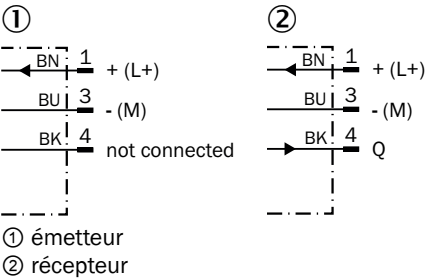 ① ②
BN 1 + (L+)
BU 3 - (M)
BK 4 not connected
BN 1 + (L+)
BU 3 - (M)
BK 4 Q
① émetteur
② récepteur